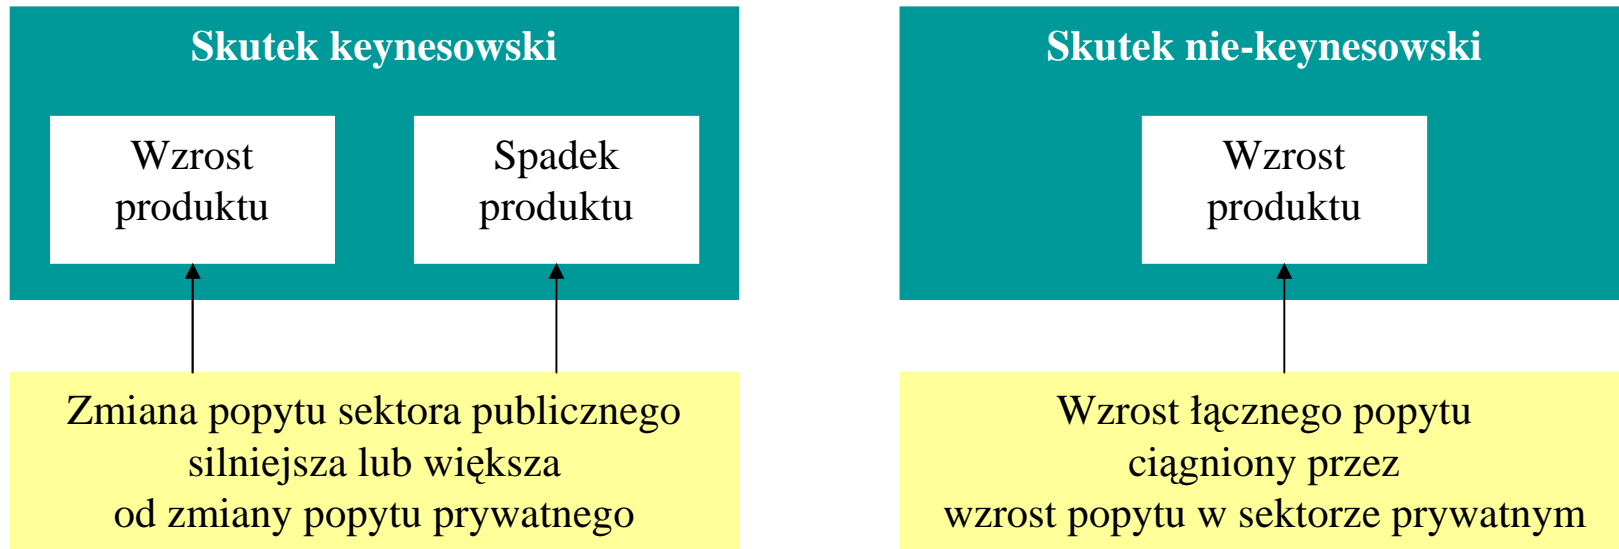 Skutek keynesowski
Wzrost
produktu
Spadek
produktu
Zmiana popytu sektora publicznego
silniejsza lub większa
od zmiany popytu prywatnego
Skutek nie-keynesowski
Wzrost
produktu
Wzrost łącznego popytu
ciągniony przez
wzrost popytu w sektorze prywatnym